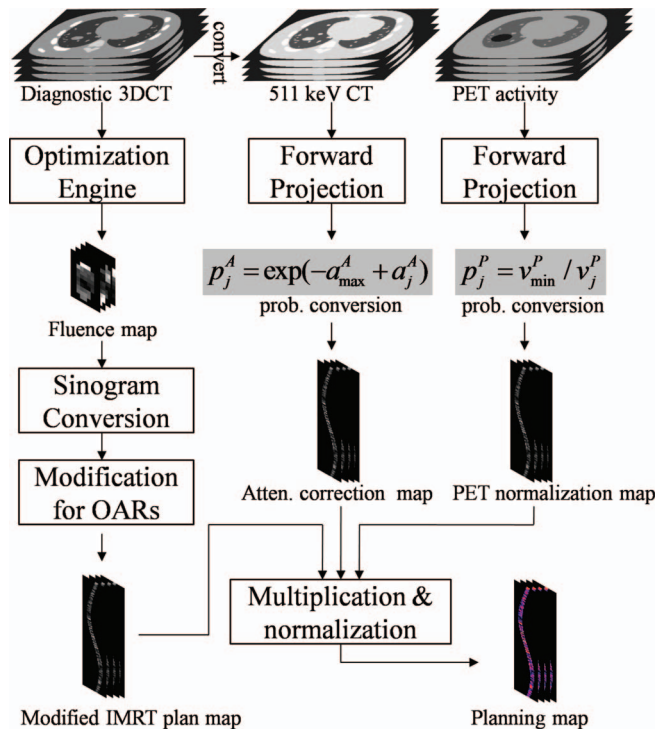 convert
Diagnostic 3DCT
511 keV CT
PET activity
Optimization
Engine
Forward
Projection
Forward
Projection
p_j^A = exp(−a_max^A + a_j^A)
prob. conversion
p_j^P = v_min^P / v_j^P
prob. conversion
Fluence map
Sinogram
Conversion
Modification
for OARs
Atten. correction map
PET normalization map
Multiplication &
normalization
Modified IMRT plan map
Planning map